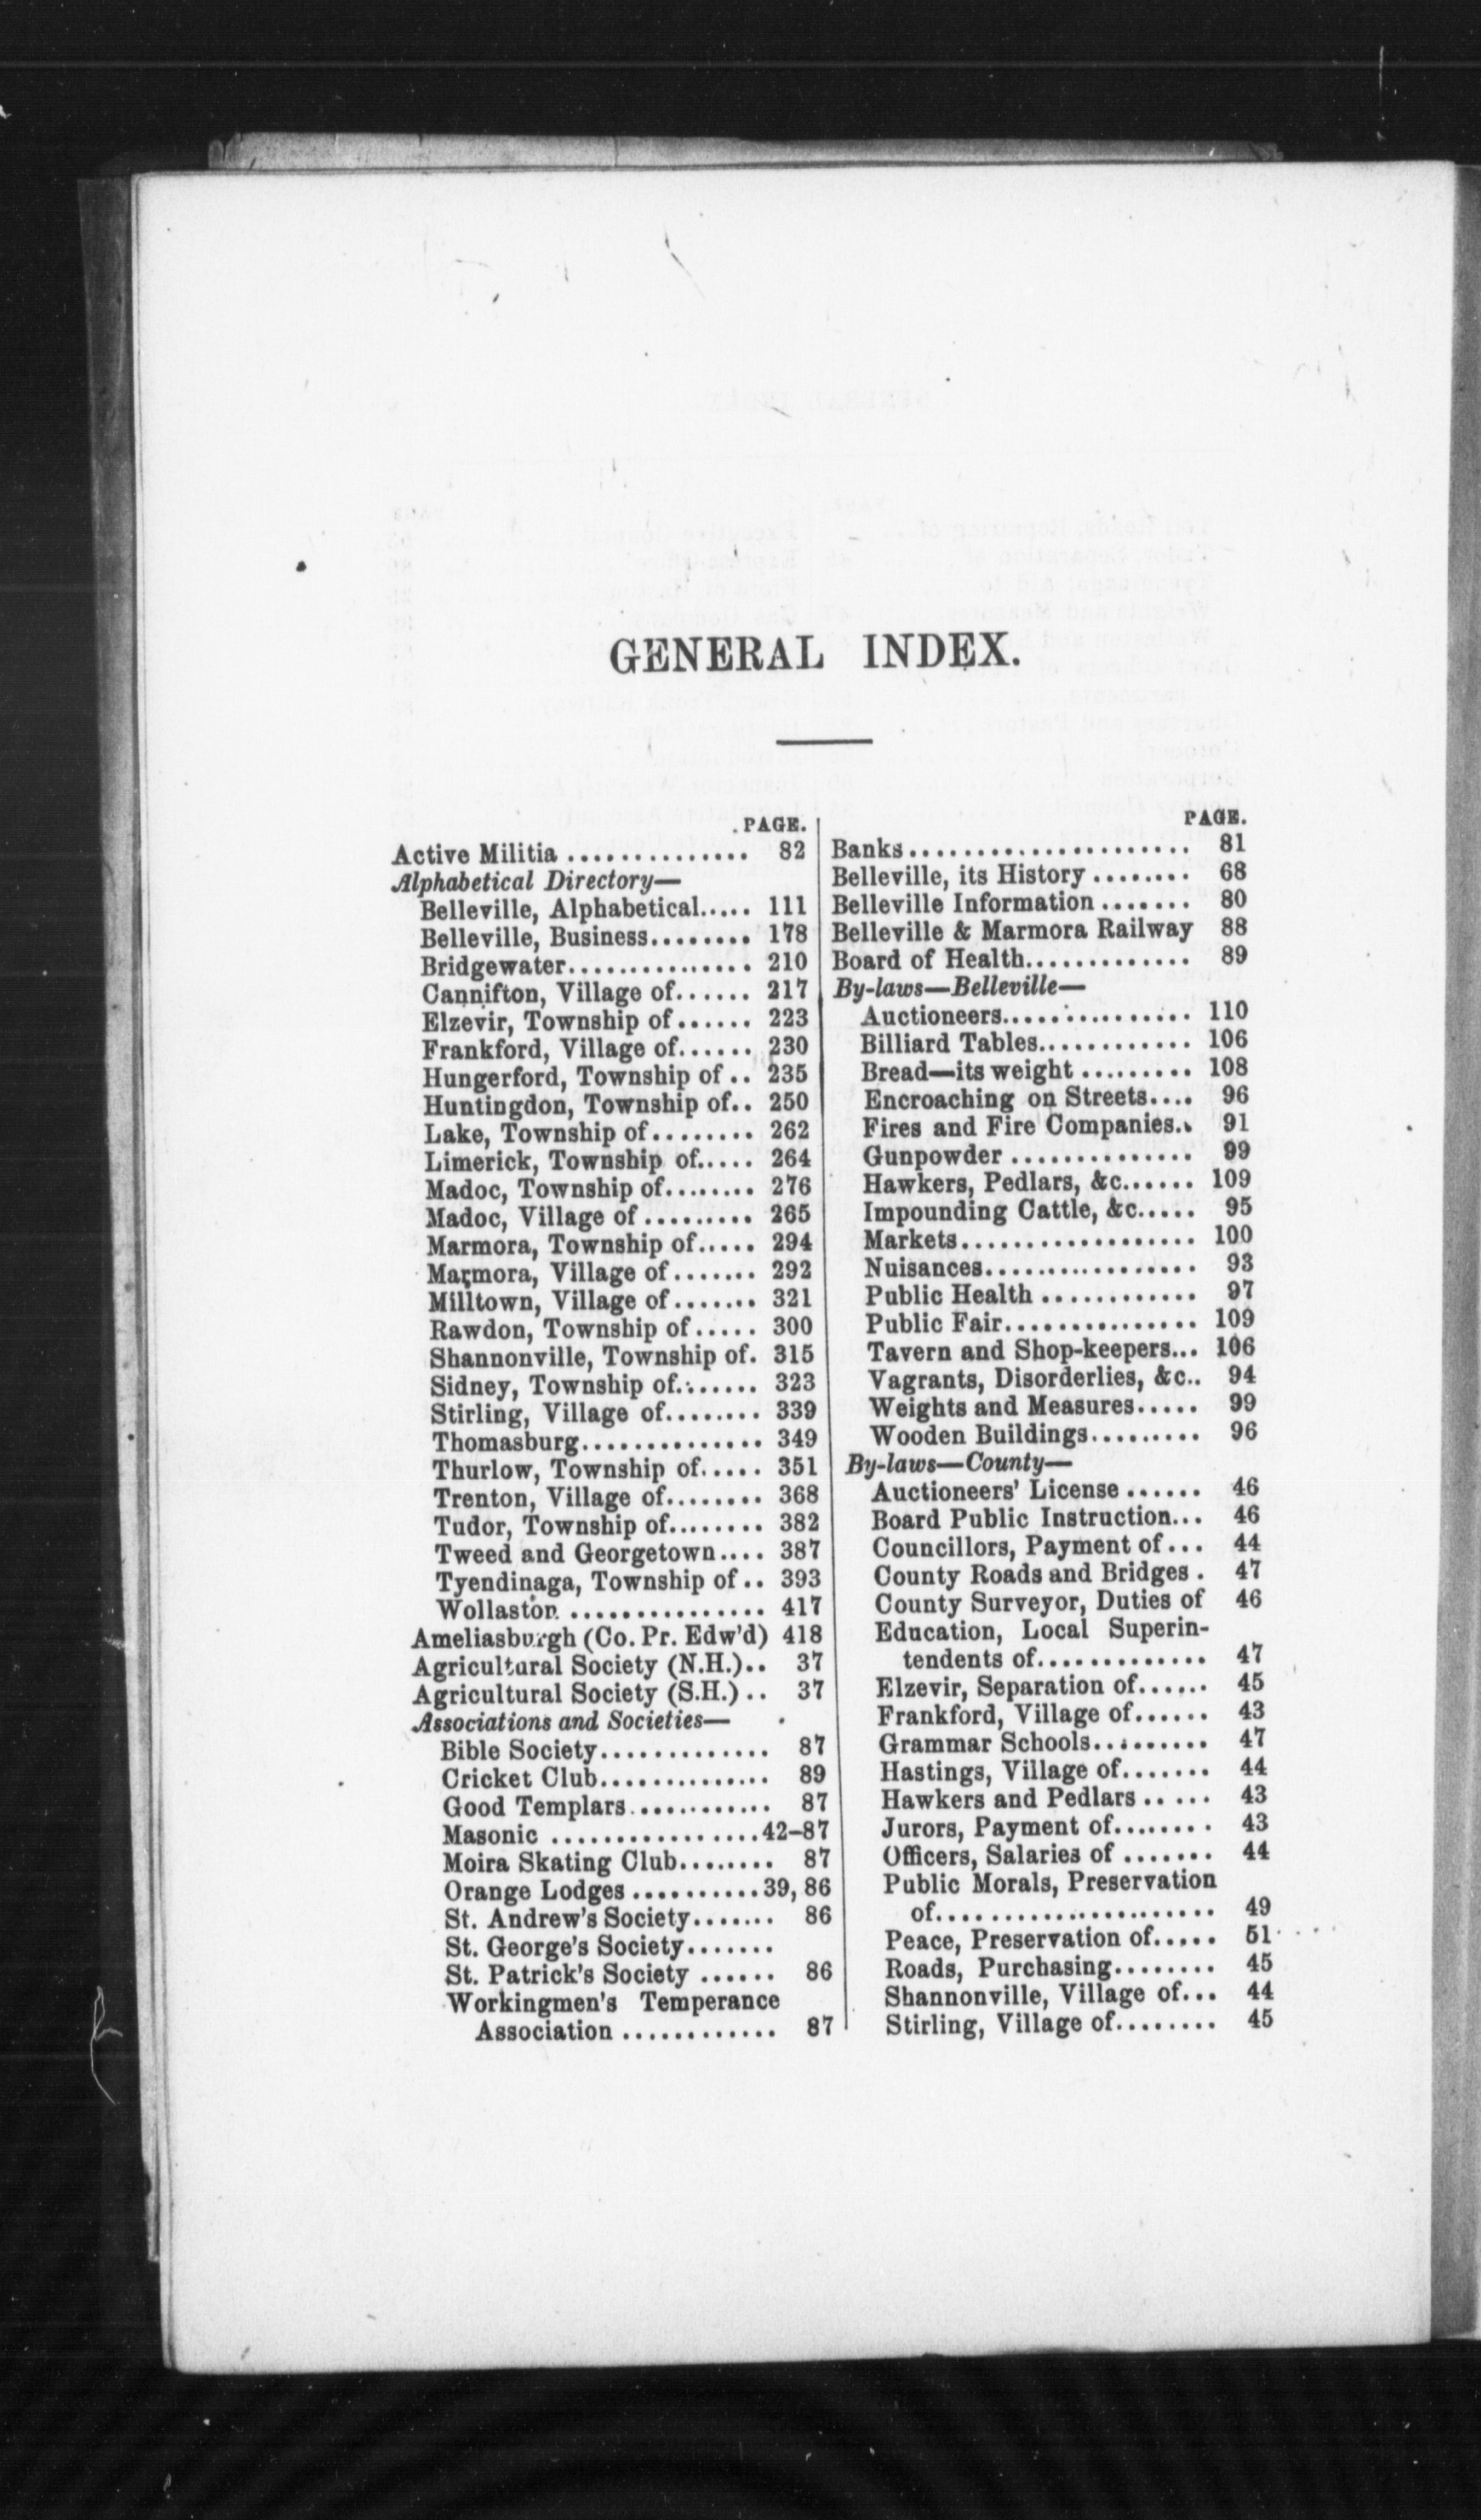 GENERAL INDEX.
PAGE.
Active Militia .............. 82
Alphabetical Directory—
Belleville, Alphabetical..... 111
Belleville, Business........ 178
Bridgewater............... 210
Cannifton, Village of...... 217
Elzevir, Township of...... 223
Frankford, Village of...... 230
Hungerford, Township of .. 235
Huntingdon, Township of.. 250
Lake, Township of........ 262
Limerick, Township of..... 264
Madoc, Township of........ 276
Madoc, Village of ......... 265
Marmora, Township of..... 294
Marmora, Village of ....... 292
Milltown, Village of ....... 321
Rawdon, Township of ..... 300
Shannonville, Township of. 315
Sidney, Township of....... 323
Stirling, Village of........ 339
Thomasburg.............. 349
Thurlow, Township of..... 351
Trenton, Village of........ 368
Tudor, Township of........ 382
Tweed and Georgetown.... 387
Tyendinaga, Township of .. 393
Wollaston ............... 417
Ameliasburgh (Co. Pr. Edw'd) 418
Agricultural Society (N.H.).. 37
Agricultural Society (S.H.) .. 37
Associations and Societies—
Bible Society............. 87
Cricket Club.............. 89
Good Templars............ 87
Masonic ................42-87
Moira Skating Club........ 87
Orange Lodges ..........39, 86
St. Andrew's Society....... 86
St. George's Society.......
St. Patrick's Society ...... 86
Workingmen's Temperance
Association ............ 87
PAGE.
Banks...................... 81
Belleville, its History ........ 68
Belleville Information ....... 80
Belleville & Marmora Railway 88
Board of Health............. 89
By-laws—Belleville—
Auctioneers............... 110
Billiard Tables............ 106
Bread—its weight ......... 108
Encroaching on Streets.... 96
Fires and Fire Companies.. 91
Gunpowder .............. 99
Hawkers, Pedlars, &c...... 109
Impounding Cattle, &c..... 95
Markets.................. 100
Nuisances................. 93
Public Health ............ 97
Public Fair............... 109
Tavern and Shop-keepers... 106
Vagrants, Disorderlies, &c.. 94
Weights and Measures..... 99
Wooden Buildings......... 96
By-laws—County—
Auctioneers' License ...... 46
Board Public Instruction... 46
Councillors, Payment of... 44
County Roads and Bridges . 47
County Surveyor, Duties of 46
Education, Local Superin-
tendents of............. 47
Elzevir, Separation of...... 45
Frankford, Village of...... 43
Grammar Schools......... 47
Hastings, Village of....... 44
Hawkers and Pedlars ..... 43
Jurors, Payment of........ 43
Officers, Salaries of ....... 44
Public Morals, Preservation
of...................... 49
Peace, Preservation of..... 51
Roads, Purchasing........ 45
Shannonville, Village of... 44
Stirling, Village of........ 45